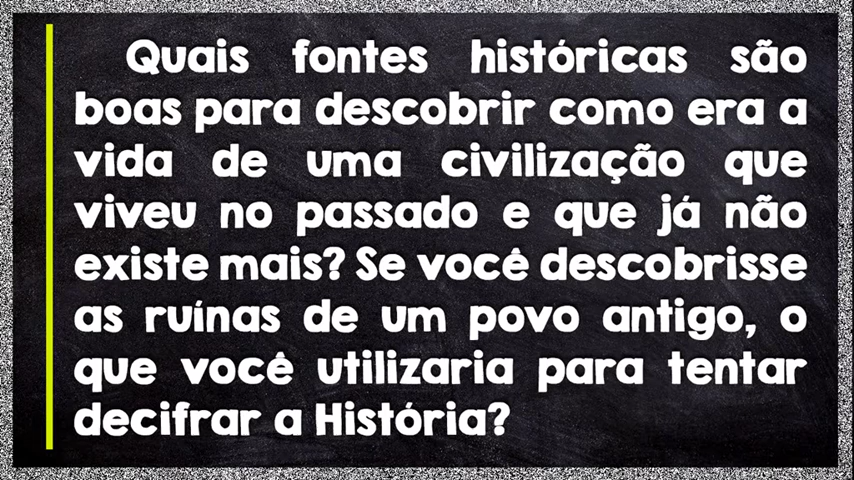 Quais fontes históricas são
boas para descobrir como era a
vida de uma civilização que
viveu no passado e que já não
existe mais? Se você descobrisse
as ruínas de um povo antigo, o
que você utilizaria para tentar
decifrar a História?